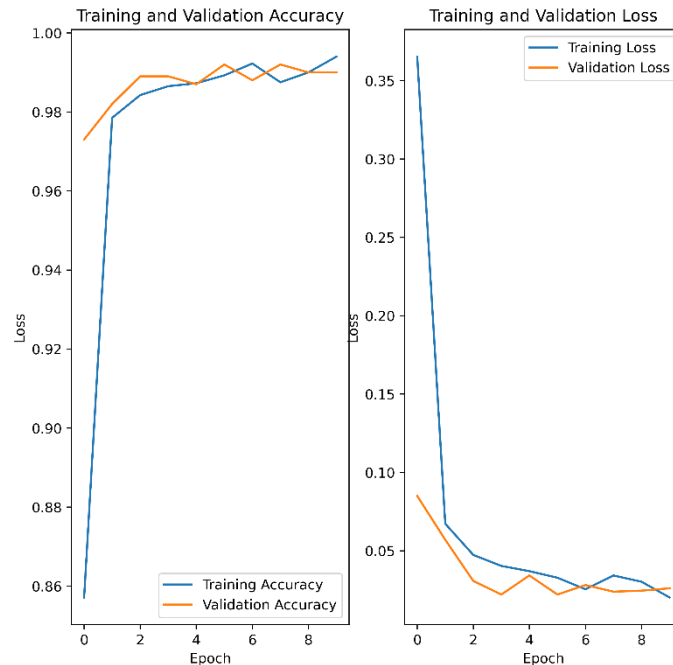 Training and Validation Accuracy
1.00
0.98
0.96
0.94
0.92
0.90
0.88
0.86
Loss
0
2
4
6
8
Epoch
Training Accuracy
Validation Accuracy
Training and Validation Loss
Training Loss
Validation Loss
0.35
0.30
0.25
0.20
0.15
0.10
0.05
Loss
0
2
4
6
8
Epoch